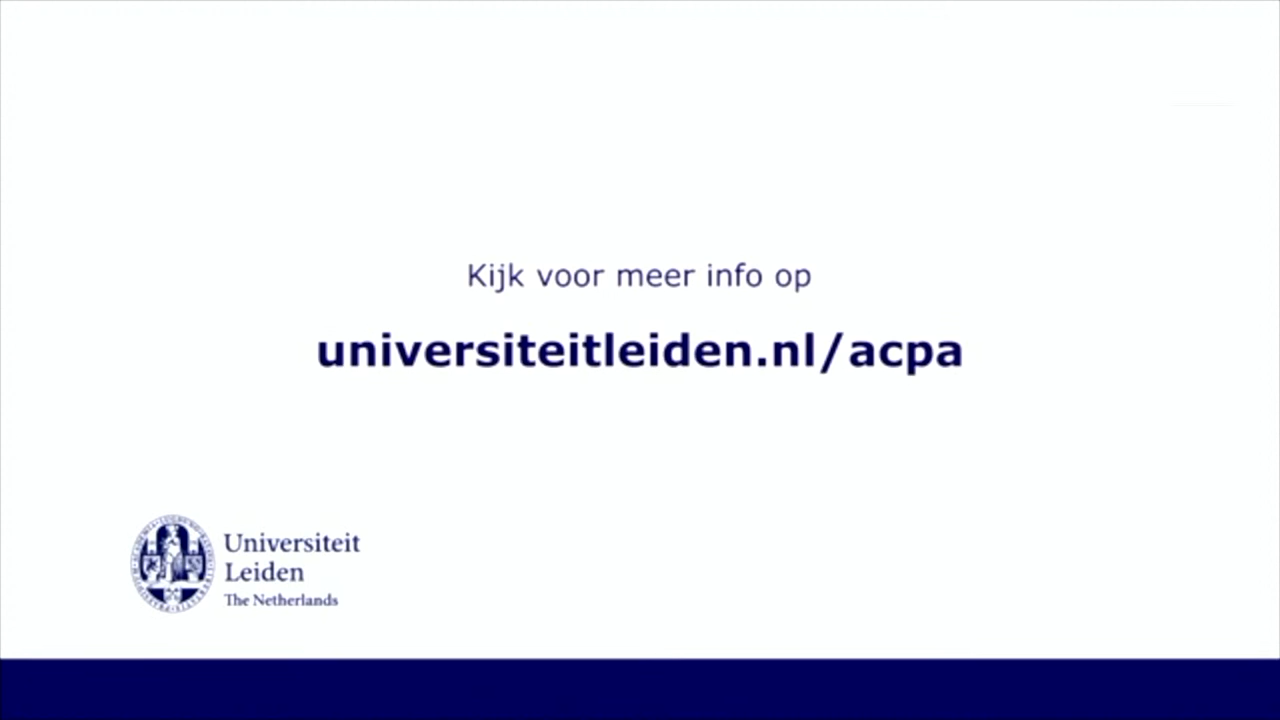 Kijk voor meer info op
universiteitleiden.nl/acpa
Universiteit
Leiden
The Netherlands